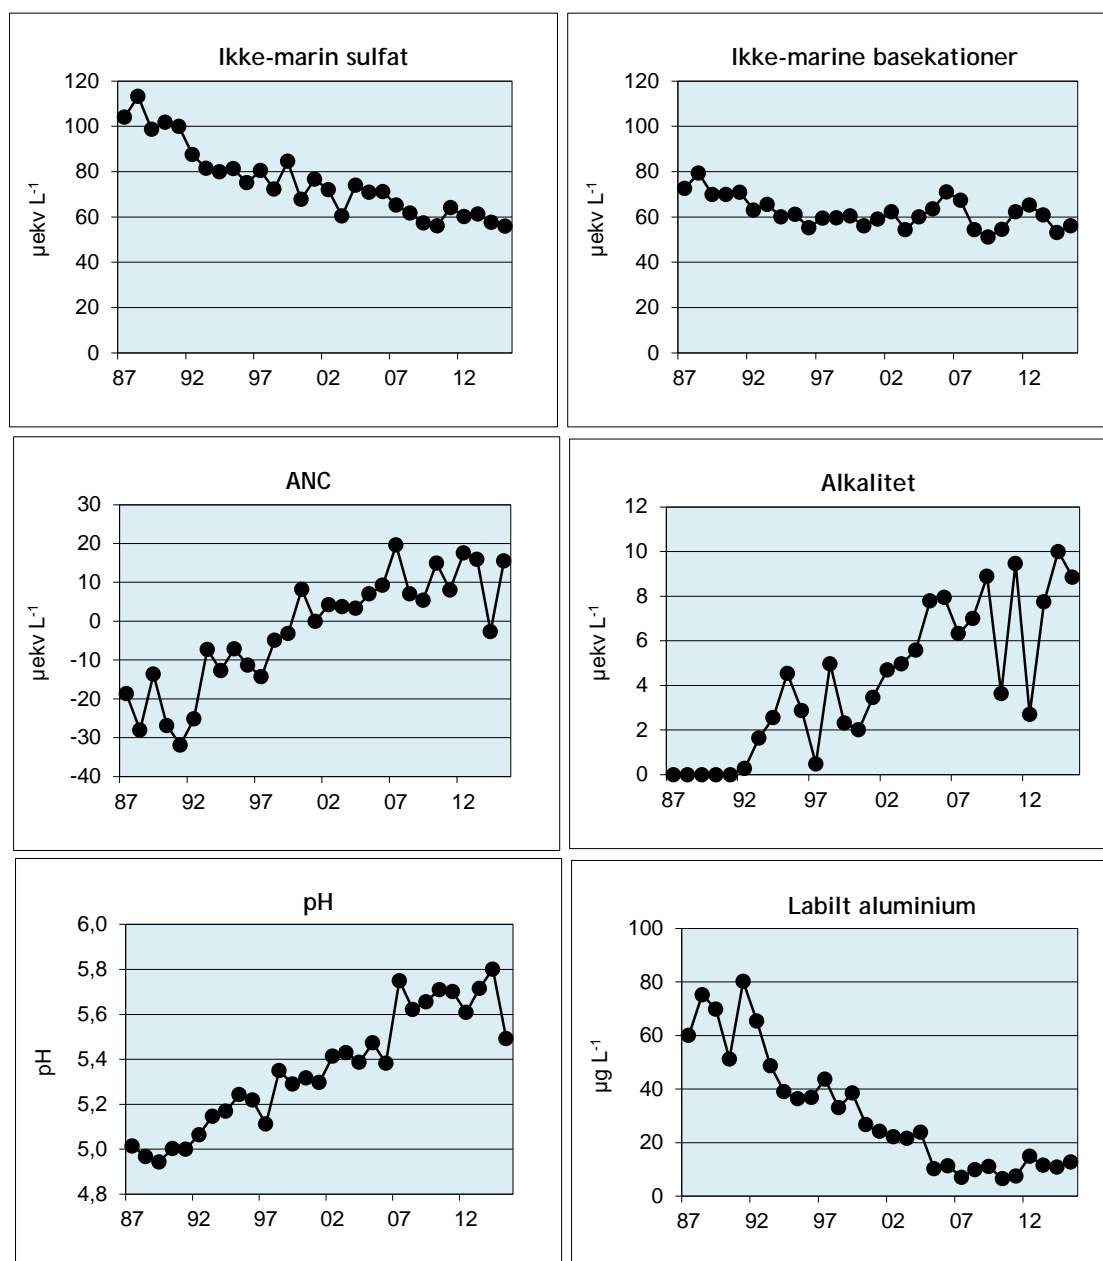 Ikke-marin sulfat
120
100
80
60
40
20
0
µekv L-1
87 92 97 02 07 12
Ikke-marine basekationer
120
100
80
60
40
20
0
µekv L-1
87 92 97 02 07 12
ANC
30
20
10
0
-10
-20
-30
-40
µekv L-1
87 92 97 02 07 12
Alkalitet
12
10
8
6
4
2
0
µekv L-1
87 92 97 02 07 12
pH
6,0
5,8
5,6
5,4
5,2
5,0
4,8
pH
87 92 97 02 07 12
Labilt aluminium
100
80
60
40
20
0
µg L-1
87 92 97 02 07 12